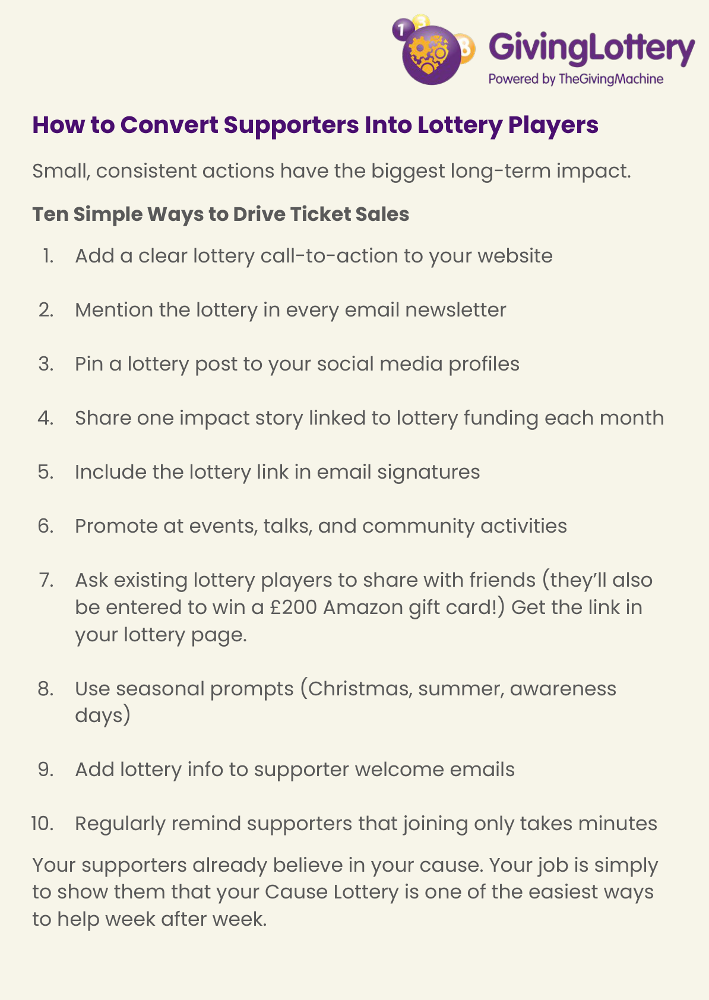 1 3 8
GivingLottery
Powered by TheGivingMachine
How to Convert Supporters Into Lottery Players
Small, consistent actions have the biggest long-term impact.
Ten Simple Ways to Drive Ticket Sales
1. Add a clear lottery call-to-action to your website
2. Mention the lottery in every email newsletter
3. Pin a lottery post to your social media profiles
4. Share one impact story linked to lottery funding each month
5. Include the lottery link in email signatures
6. Promote at events, talks, and community activities
7. Ask existing lottery players to share with friends (they’ll also
be entered to win a £200 Amazon gift card!) Get the link in
your lottery page.
8. Use seasonal prompts (Christmas, summer, awareness
days)
9. Add lottery info to supporter welcome emails
10. Regularly remind supporters that joining only takes minutes
Your supporters already believe in your cause. Your job is simply
to show them that your Cause Lottery is one of the easiest ways
to help week after week.